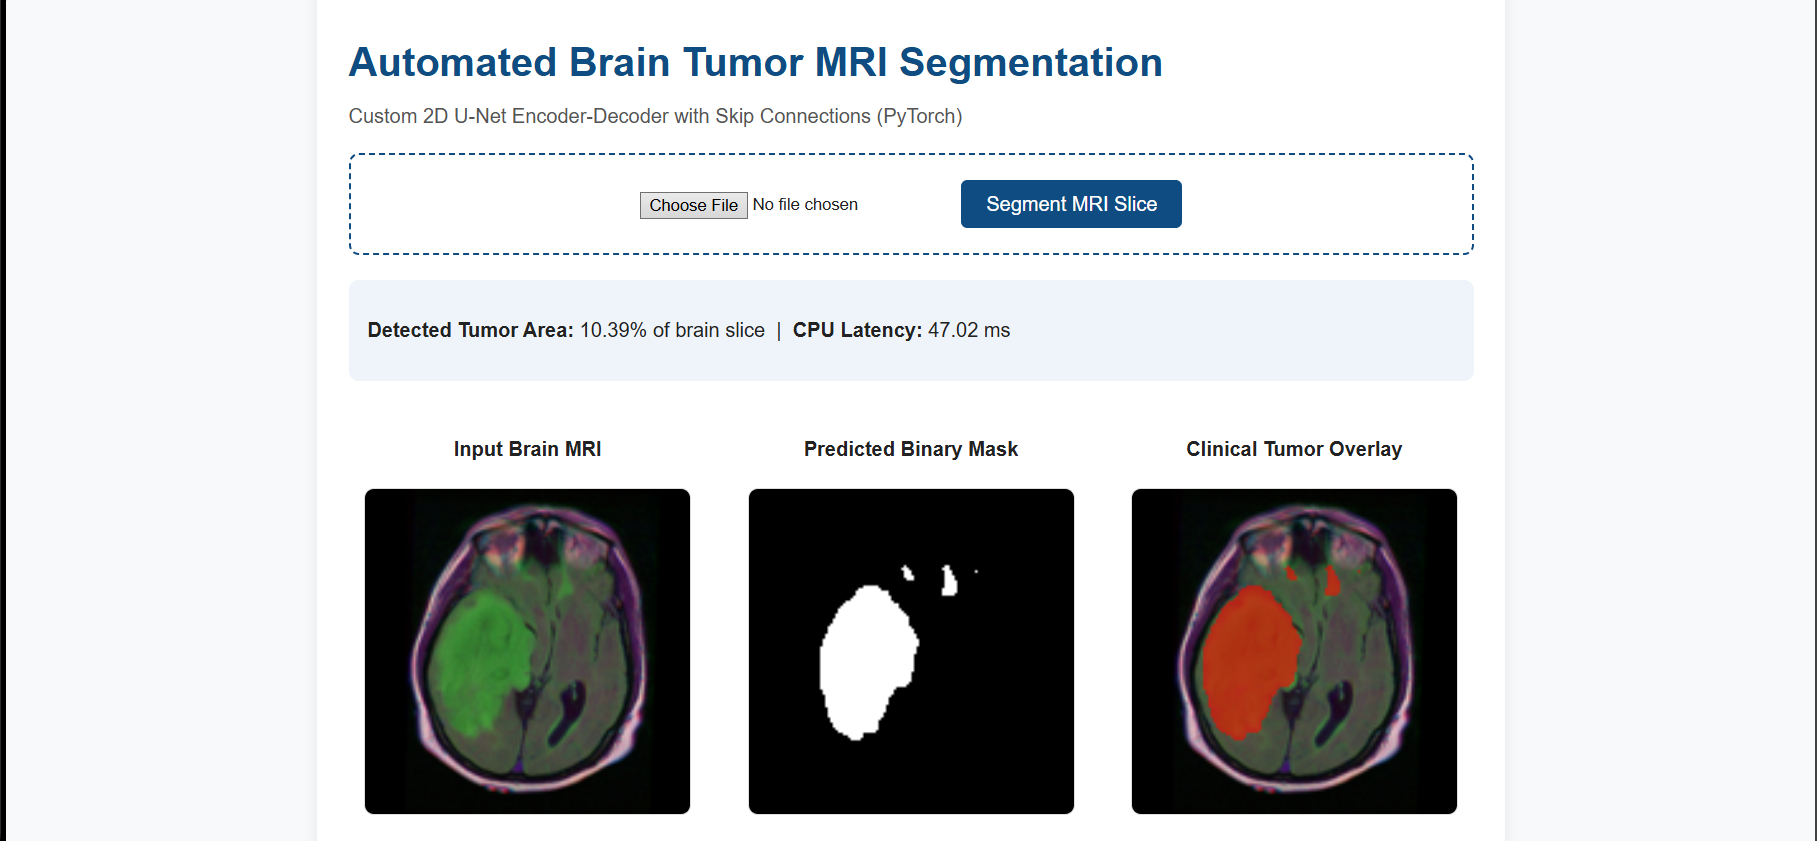 Automated Brain Tumor MRI Segmentation
Custom 2D U-Net Encoder-Decoder with Skip Connections (PyTorch)
Choose File No file chosen
Segment MRI Slice
Detected Tumor Area: 10.39% of brain slice | CPU Latency: 47.02 ms
Input Brain MRI
Predicted Binary Mask
Clinical Tumor Overlay